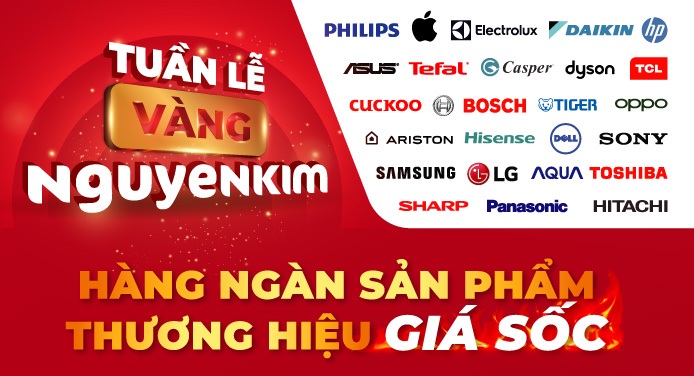 TUẦN LỄ
VÀNG
NGUYENKIM
PHILIPS Electrolux DAIKIN hp
ASUS Tefal Casper dyson TCL
CUCKOO BOSCH TIGER oppo
ARISTON Hisense DELL SONY
SAMSUNG LG AQUA TOSHIBA
SHARP Panasonic HITACHI
HÀNG NGÀN SẢN PHẨM
THƯƠNG HIỆU GIÁ SỐC